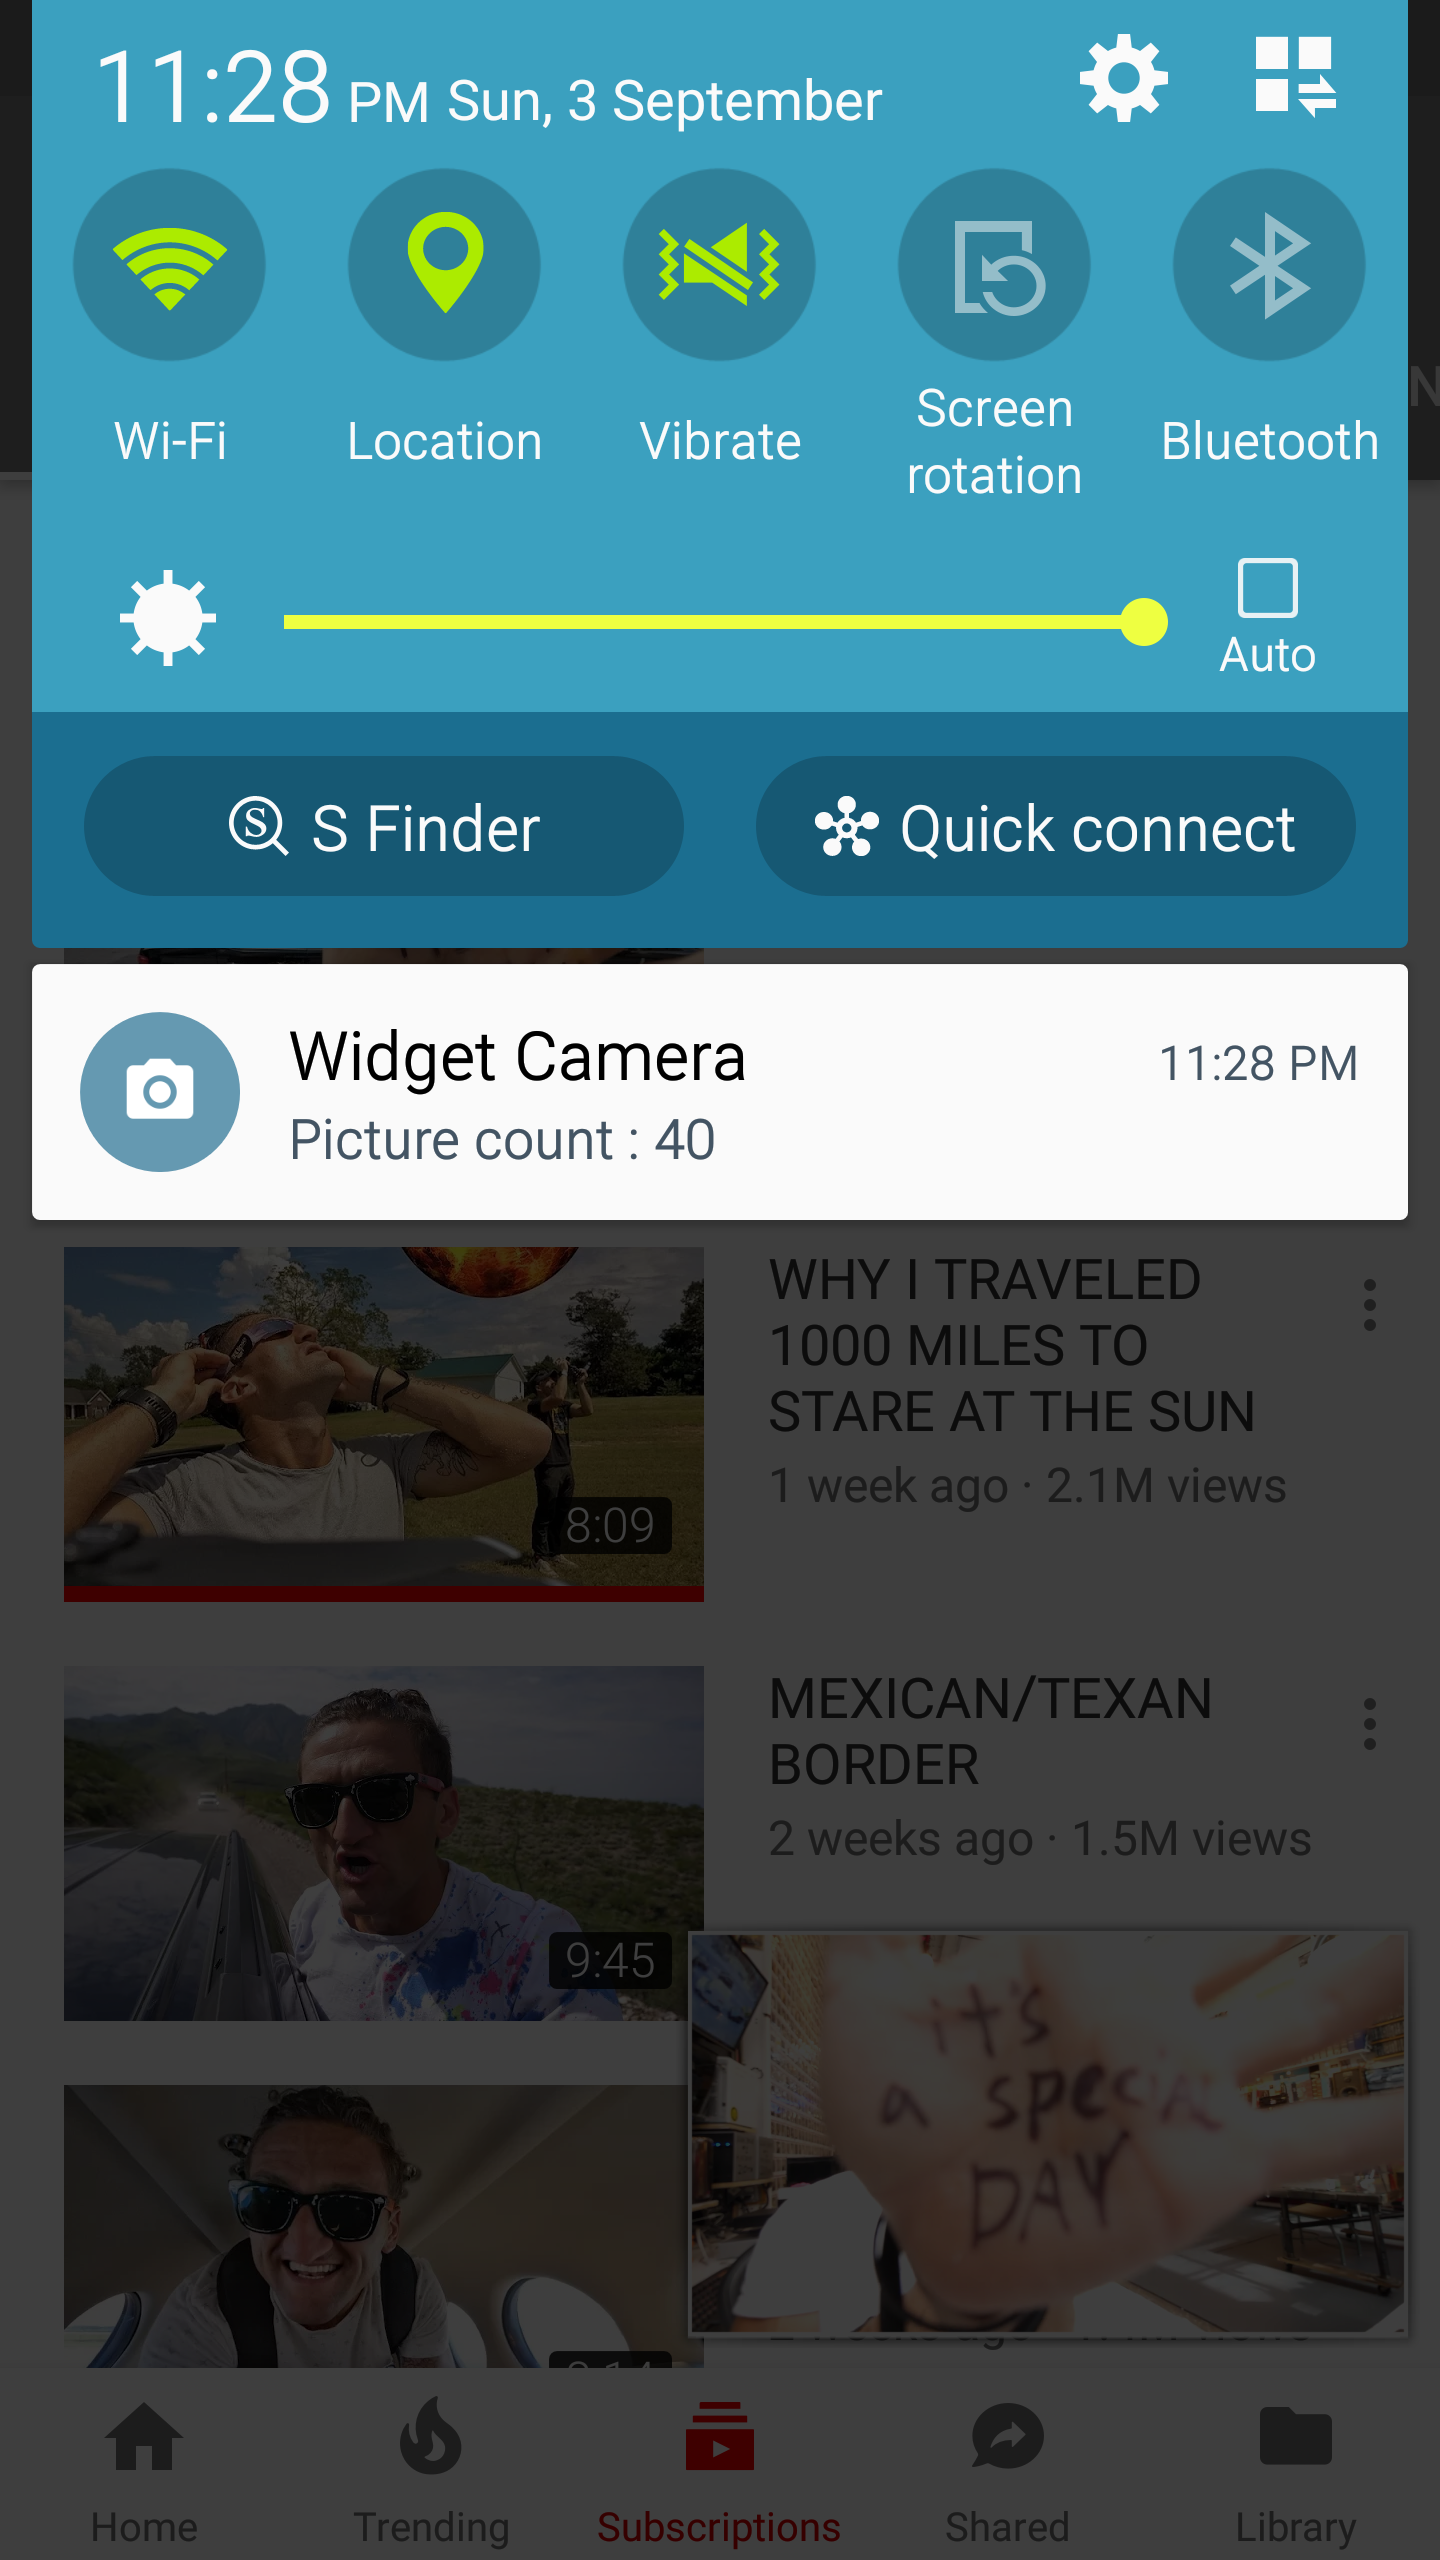 11:28 PM Sun, 3 September
Wi-Fi
Location
Vibrate
Screen
rotation
Bluetooth
Auto
S Finder
Quick connect
Widget Camera
11:28 PM
Picture count : 40
WHY I TRAVELED
1000 MILES TO
STARE AT THE SUN
1 week ago · 2.1M views
8:09
MEXICAN/TEXAN
BORDER
2 weeks ago · 1.5M views
9:45
it's
a special
DAY
Home
Trending
Subscriptions
Shared
Library